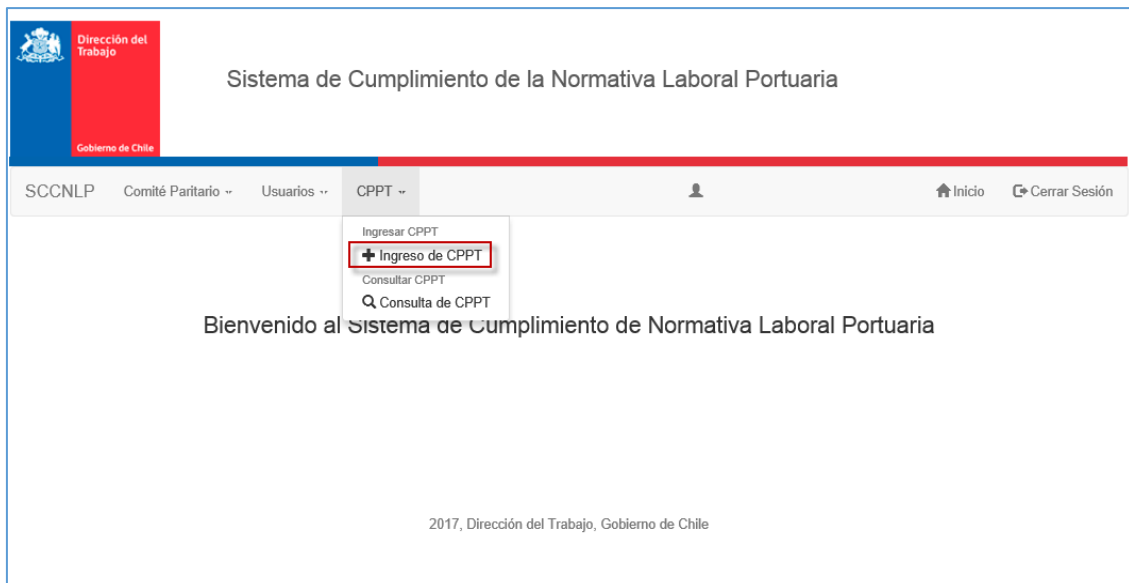 Dirección del
Trabajo
Gobierno de Chile
Sistema de Cumplimiento de la Normativa Laboral Portuaria
SCCNLP Comité Paritario Usuarios CPPT Inicio Cerrar Sesión
Ingresar CPPT
Ingreso de CPPT
Consultar CPPT
Consulta de CPPT
Bienvenido al Sistema de Cumplimiento de Normativa Laboral Portuaria
2017, Dirección del Trabajo, Gobierno de Chile